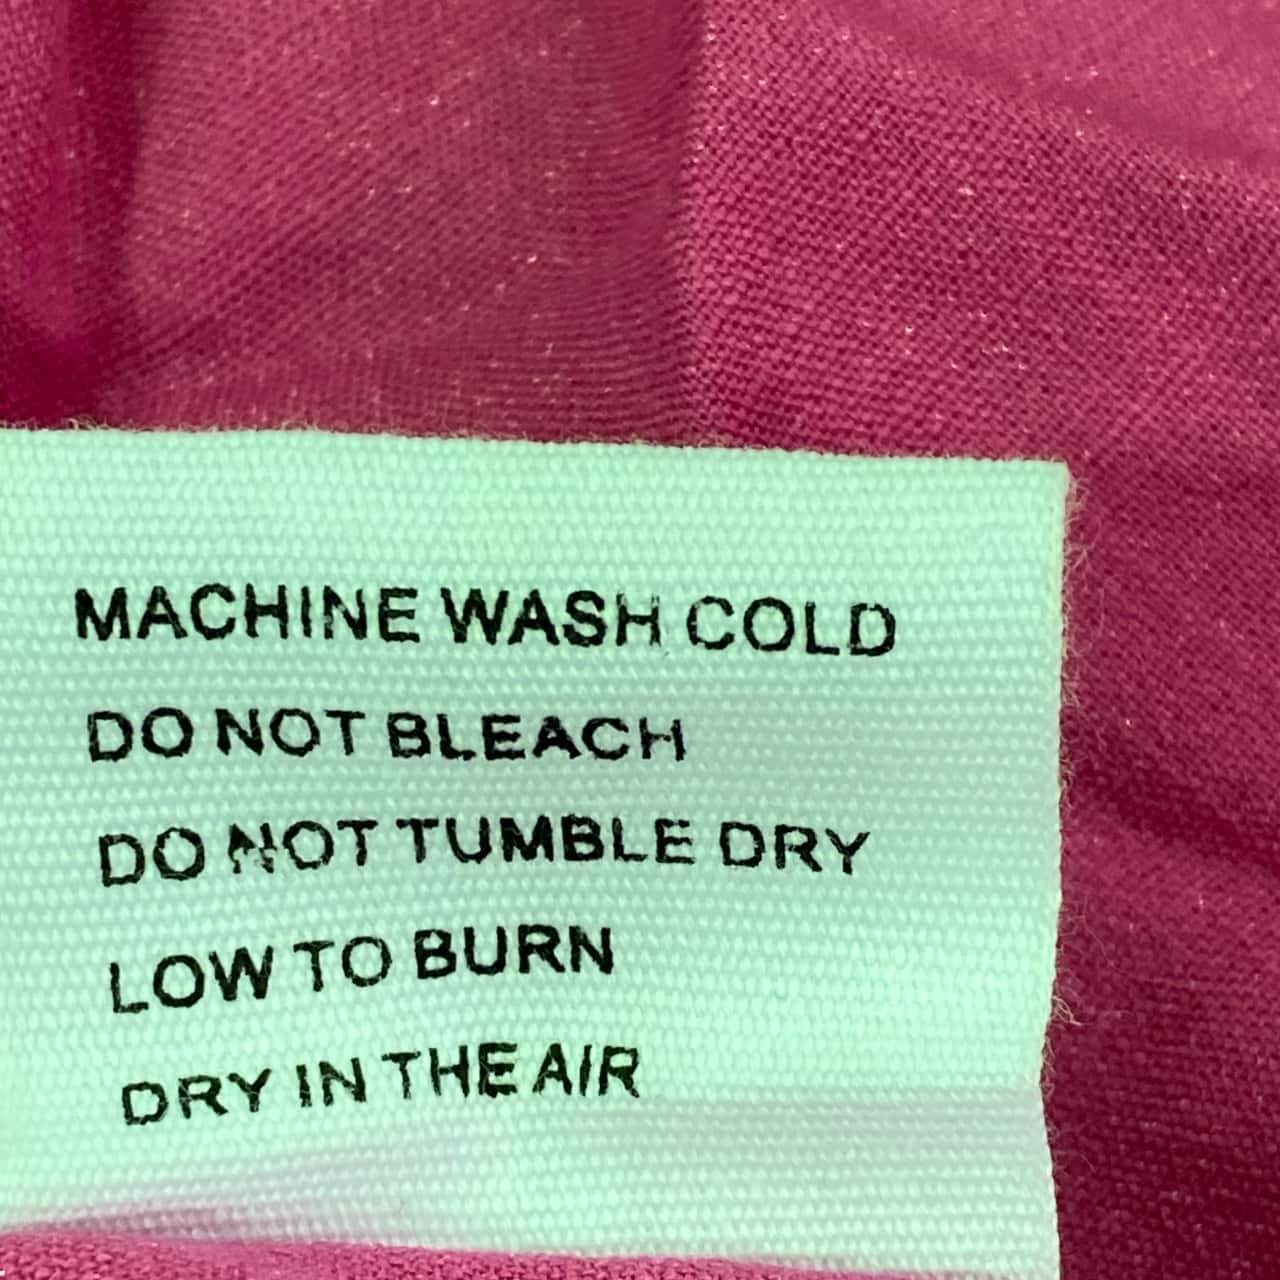 MACHINE WASH COLD
DO NOT BLEACH
DO NOT TUMBLE DRY
LOW TO BURN
DRY IN THE AIR